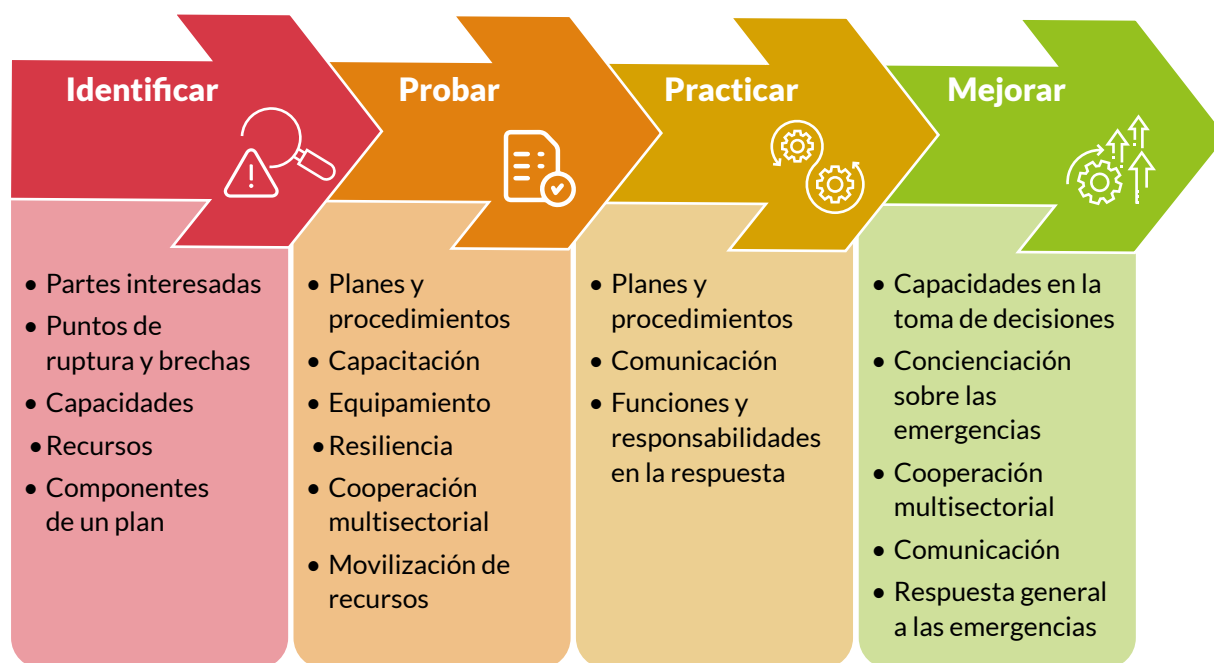 Identificar
• Partes interesadas
• Puntos de
ruptura y brechas
• Capacidades
• Recursos
• Componentes
de un plan
Probar
• Planes y
procedimientos
• Capacitación
• Equipamiento
• Resiliencia
• Cooperación
multisectorial
• Movilización de
recursos
Practicar
• Planes y
procedimientos
• Comunicación
• Funciones y
responsabilidades
en la respuesta
Mejorar
• Capacidades en la
toma de decisiones
• Concienciación
sobre las
emergencias
• Cooperación
multisectorial
• Comunicación
• Respuesta general
a las emergencias